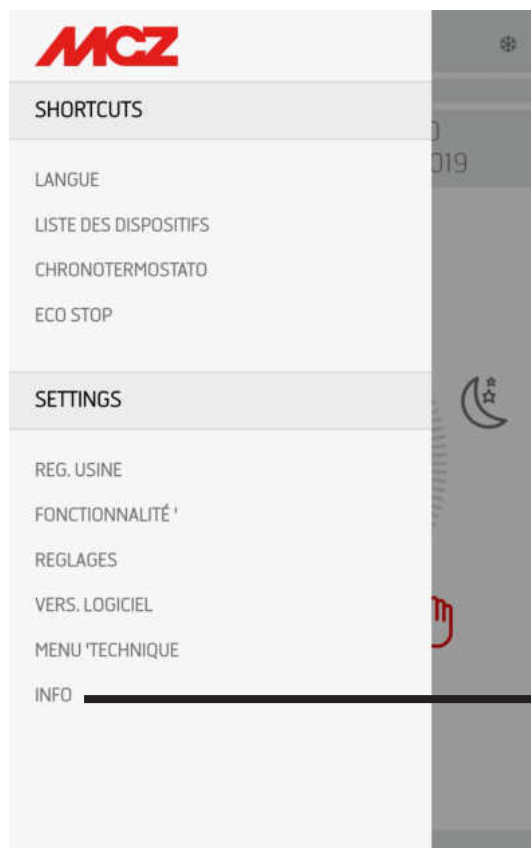 MCZ
SHORTCUTS
LANGUE
LISTE DES DISPOSITIFS
CHRONOTERMOSTATO
ECO STOP
SETTINGS
REG. USINE
FONCTIONNALITÉ '
REGLAGES
VERS. LOGICIEL
MENU 'TECHNIQUE
INFO
019